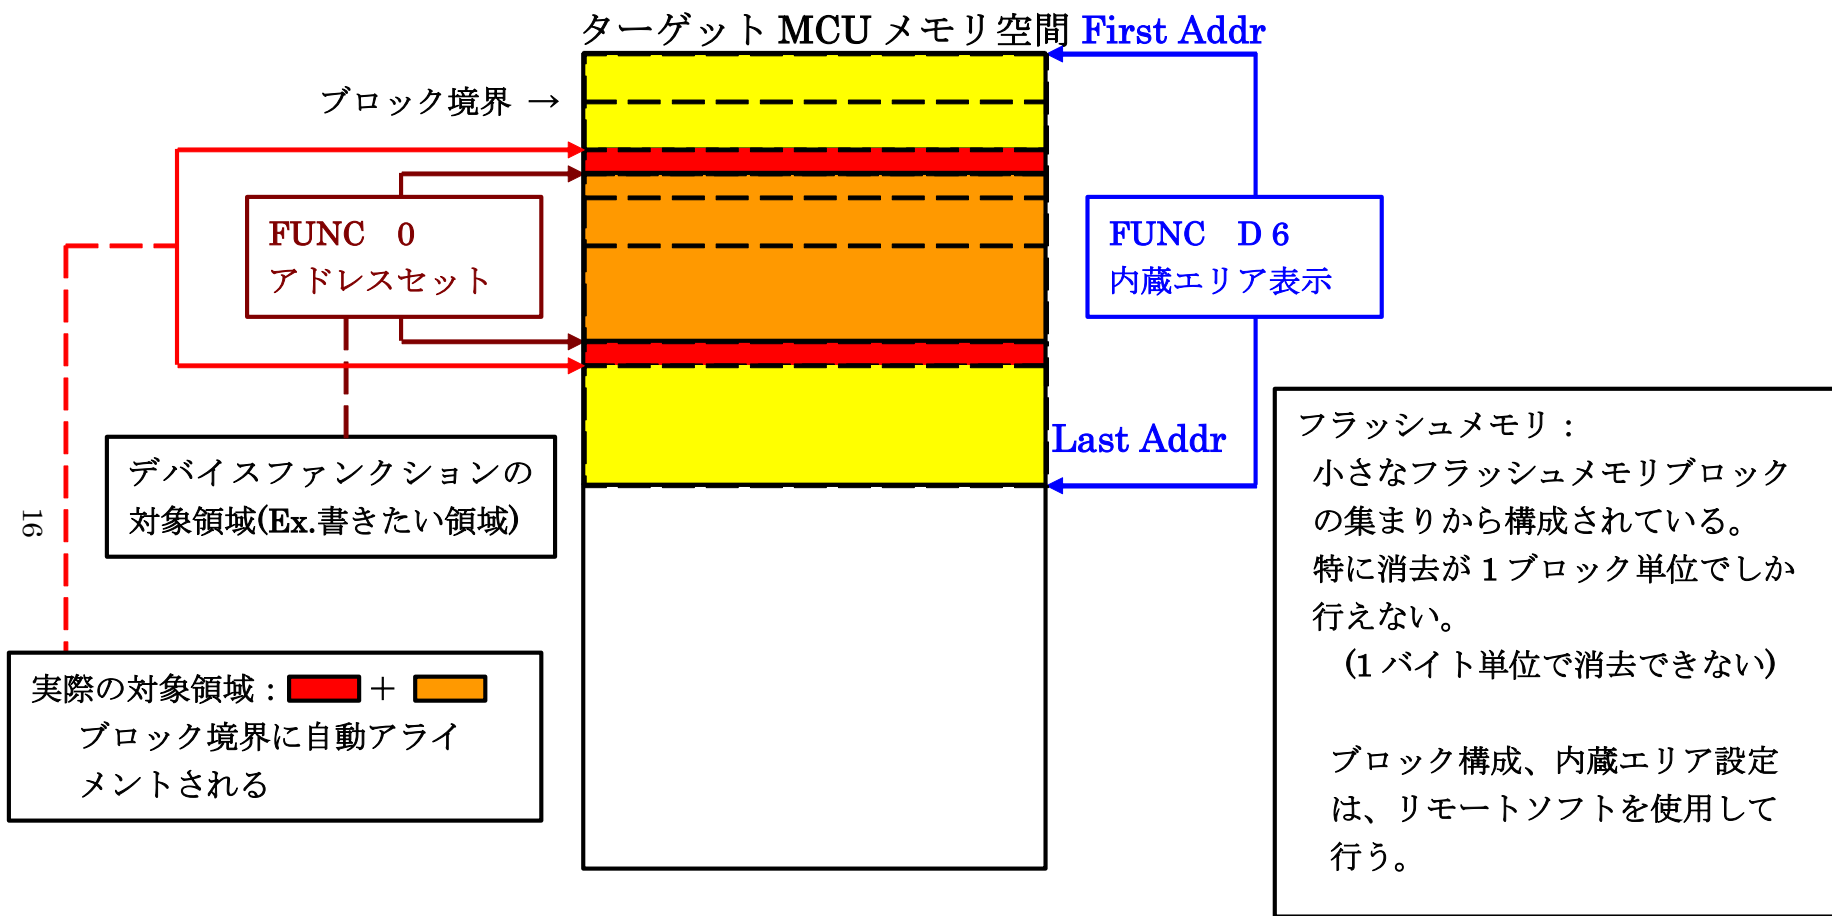 ターゲット MCU メモリ空間 First Addr
ブロック境界 →
FUNC 0
アドレスセット
FUNC D 6
内蔵エリア表示
Last Addr
デバイスファンクションの
対象領域(Ex.書きたい領域)
16
実際の対象領域 : +
ブロック境界に自動アライ
メントされる
フラッシュメモリ :
小さなフラッシュメモリブロック
の集まりから構成されている。
特に消去が 1 ブロック単位でしか
行えない。
(1 バイト単位で消去できない)
ブロック構成、内蔵エリア設定
は、リモートソフトを使用して
行う。